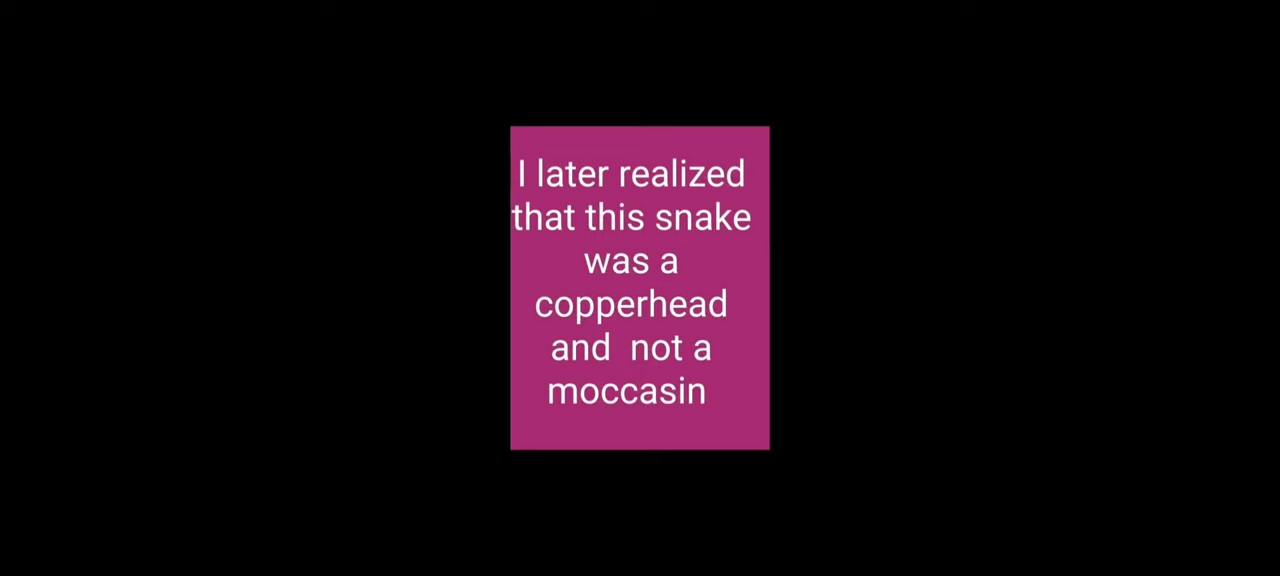 I later realized
that this snake
was a
copperhead
and  not a
moccasin